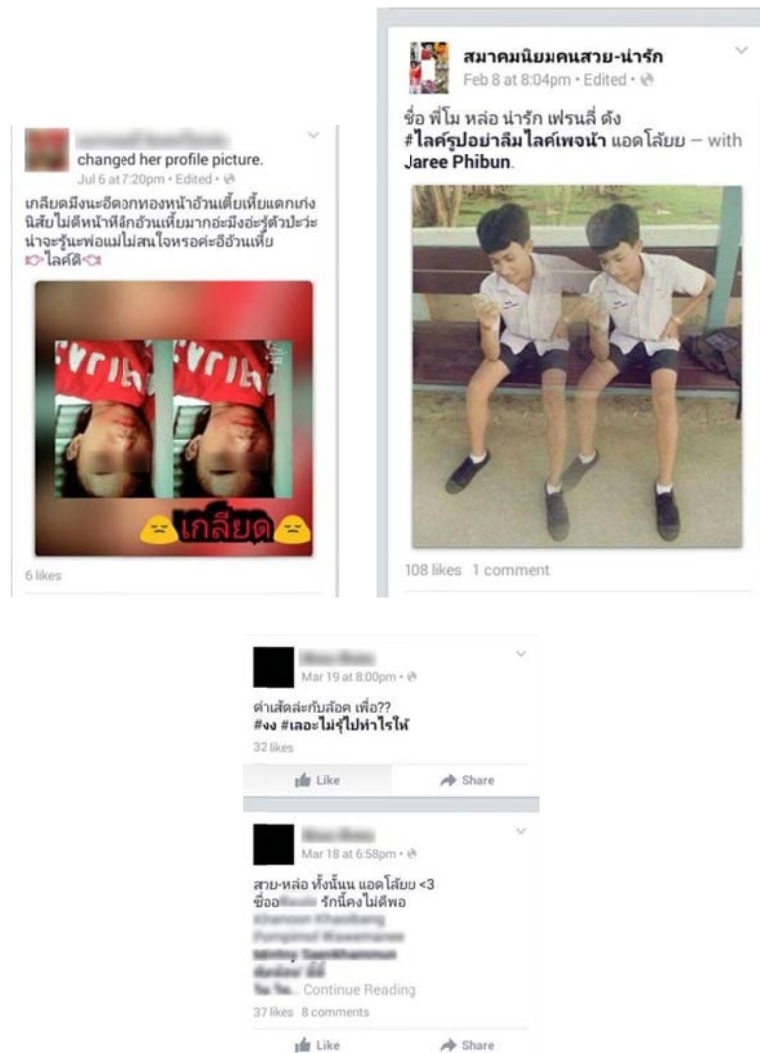 changed her profile picture.
Jul 6 at 7:20pm • Edited •
เกลียดมึงนะอีดอกทองหน้าอ้วนเตี้ยเหี้ยแดกเก่ง
นิสัยไม่ดีหน้าหีลึกอ้วนเหี้ยมากอ่ะมึงอ่ะรู้ตัวป่ะว่ะ
น่าจะรู้นะพ่อแม่ไม่สนใจหรอค่ะอีอ้วนเหี้ย
ไลค์ดิ
เกลียด
6 likes
สมาคมนิยมคนสวย-น่ารัก
Feb 8 at 8:04pm • Edited •
ชื่อ พี่โม หล่อ น่ารัก เฟรนลี่ ดัง
#ไลค์รูปอย่าลืมไลค์เพจน้า แอดโล้ยย — with
Jaree Phibun.
108 likes 1 comment
Mar 19 at 8:00pm •
ด่าเส้ดล่ะกับล้อค เพื่อ??
#งง #เลอะไม่รุ้ไปทำไรให้
32 likes
Like Share
Mar 18 at 6:58pm •
สวย-หล่อ ทั้งนั้นน แอดโล้ยย <3
รักนี้คงไม่ดีพอ
Continue Reading
37 likes 8 comments
Like Share